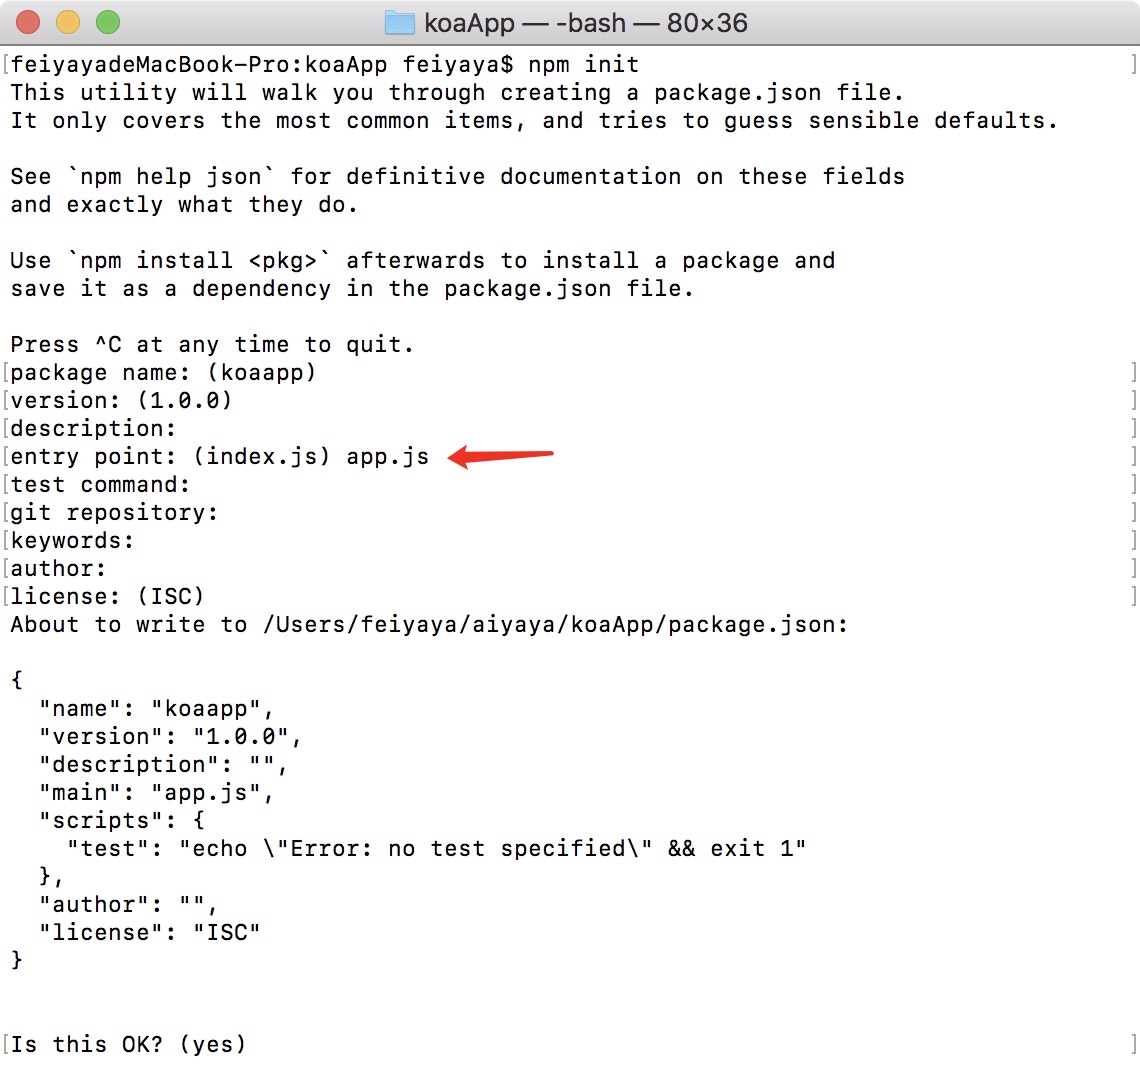 koaApp — -bash — 80×36
feiyayadeMacBook-Pro:koaApp feiyaya$ npm init
This utility will walk you through creating a package.json file.
It only covers the most common items, and tries to guess sensible defaults.
See `npm help json` for definitive documentation on these fields
and exactly what they do.
Use `npm install <pkg>` afterwards to install a package and
save it as a dependency in the package.json file.
Press ^C at any time to quit.
package name: (koaapp)
version: (1.0.0)
description:
entry point: (index.js) app.js
test command:
git repository:
keywords:
author:
license: (ISC)
About to write to /Users/feiyaya/aiyaya/koaApp/package.json:
{
  "name": "koaapp",
  "version": "1.0.0",
  "description": "",
  "main": "app.js",
  "scripts": {
    "test": "echo \"Error: no test specified\" && exit 1"
  },
  "author": "",
  "license": "ISC"
}
Is this OK? (yes)